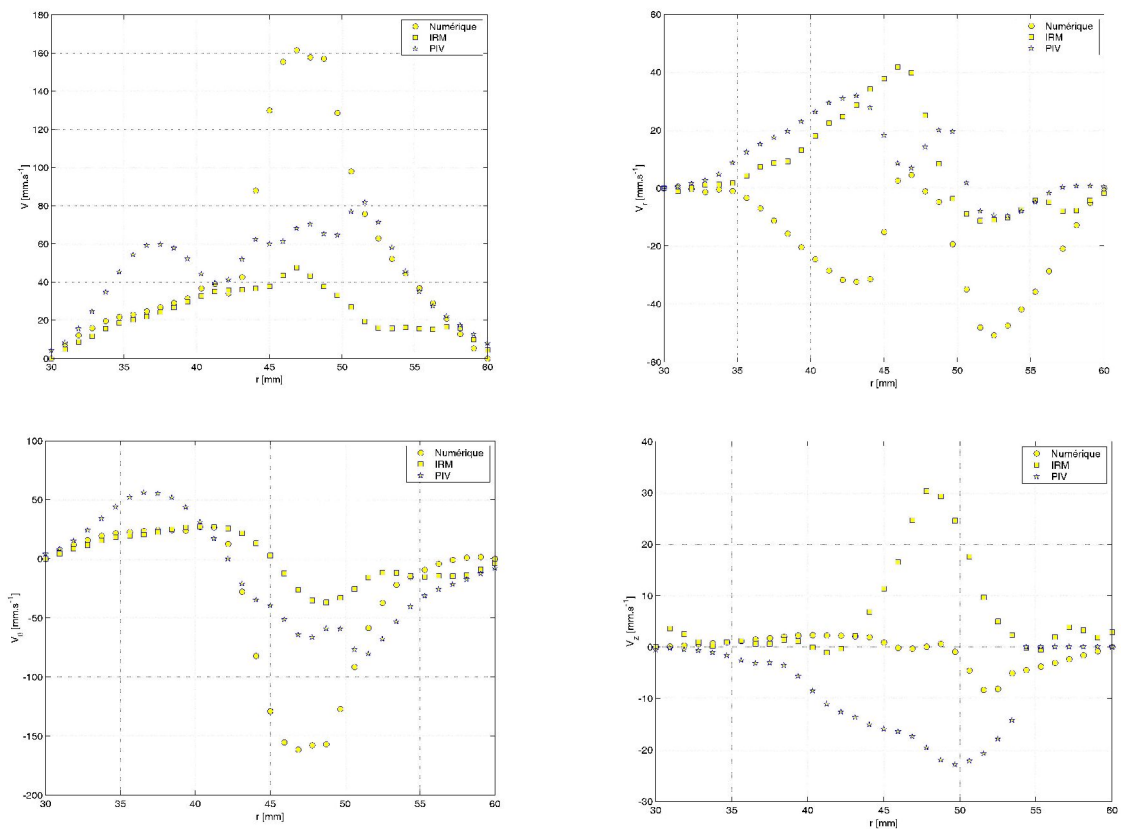 180
160
140
120
100
80
60
40
20
0
V [mm.s⁻¹]
Numérique
IRM
PIV
30 35 40 45 50 55 60
r [mm]
60
40
20
0
-20
-40
-60
Vr [mm.s⁻¹]
Numérique
IRM
PIV
30 35 40 45 50 55 60
r [mm]
100
50
0
-50
-100
-150
-200
Vθ [mm.s⁻¹]
Numérique
IRM
PIV
30 35 40 45 50 55 60
r [mm]
40
30
20
10
0
-10
-20
-30
Vz [mm.s⁻¹]
Numérique
IRM
PIV
30 35 40 45 50 55 60
r [mm]